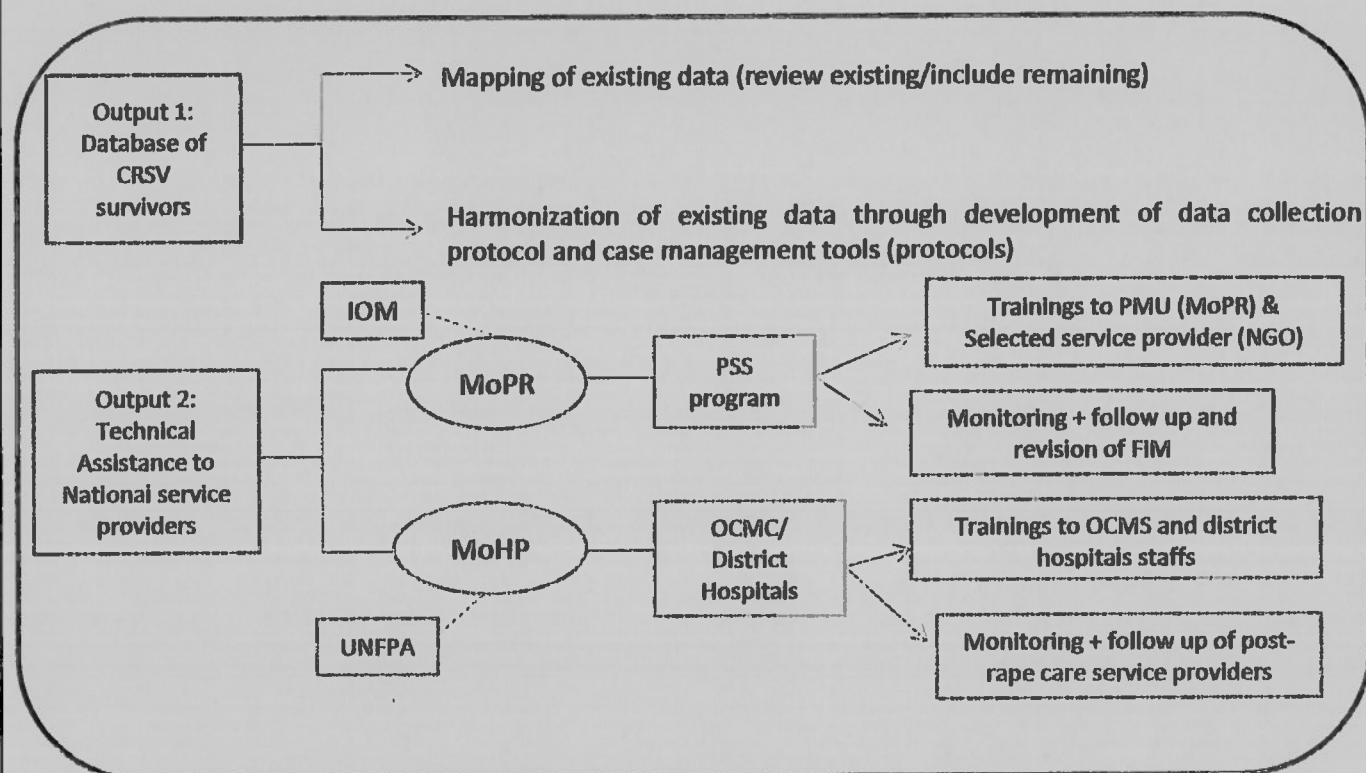 Output 1:
Database of
CRSV
survivors
Mapping of existing data (review existing/include remaining)
Harmonization of existing data through development of data collection
protocol and case management tools (protocols)
Output 2:
Technical
Assistance to
National service
providers
IOM
MoPR
PSS
program
Trainings to PMU (MoPR) &
Selected service provider (NGO)
Monitoring + follow up and
revision of FIM
MoHP
UNFPA
OCMC/
District
Hospitals
Trainings to OCMS and district
hospitals staffs
Monitoring + follow up of post-
rape care service providers